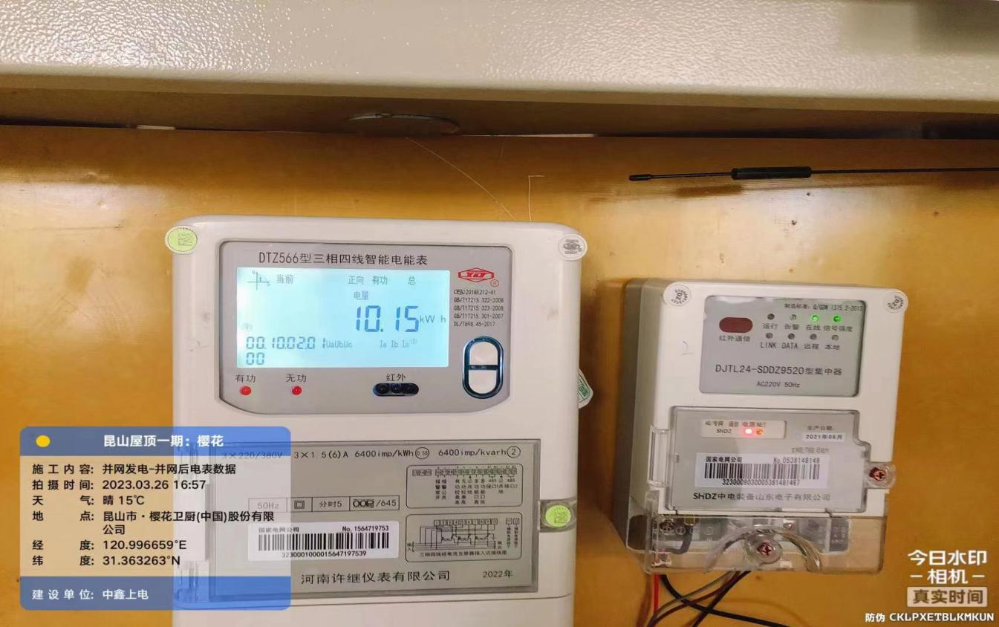 DTZ566型三相四线智能电能表
当前 正向 有功 总
电量
10.15 kW h
00.10.02.01 UaUbUc Ia Ib Ic
00
有功 无功 红外
2018E212-41
GB/T17215.322-2008
GB/T17215.323-2008
GB/T17215.301-2007
DL/T698.45-2017
3×220/380V 3×1.5(6)A 6400imp/kWh 6400imp/kvarh ②
50Hz 分时5 /645
国家电网公司 No. 1564719753
3230001000015647197539
三相四线经电流互感器接入式接线图
河南许继仪表有限公司 2022年
制造标准: Q/GDW 1375.2-2013
运行 告警 在线 信号强度
红外通信
LINK DATA 远程 本地
DJTL24-SDDZ9520型集中器
AC220V 50Hz
SHDZ
生产日期:
2021年05月
国家电网公司 No.0538148149
3230009030005381481467
SHDZ中电装备山东电子有限公司
昆山屋顶一期：樱花
施工内容: 并网发电-并网后电表数据
拍摄时间: 2023.03.26 16:57
天气: 晴 15℃
地点: 昆山市·樱花卫厨(中国)股份有限
公司
经度: 120.996659°E
纬度: 31.363263°N
建设单位: 中鑫上电
今日水印
-相机-
真实时间
防伪 CKLPXETBLKMKUN